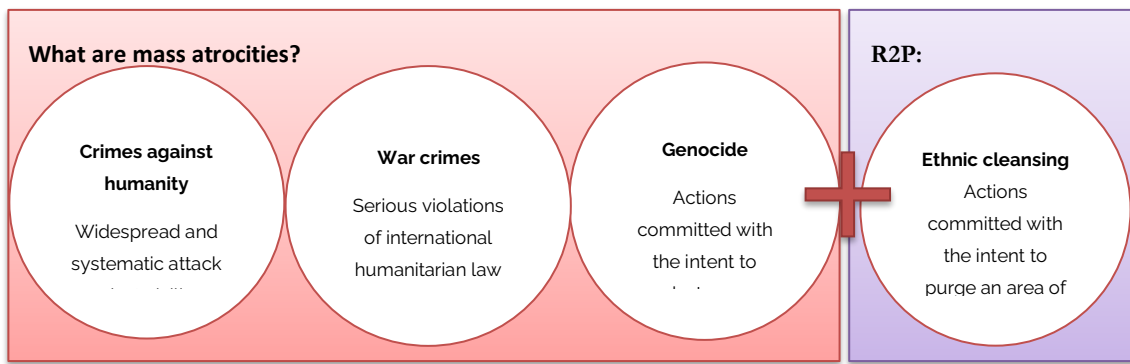 What are mass atrocities?
Crimes against
humanity
Widespread and
systematic attack
War crimes
Serious violations
of international
humanitarian law
Genocide
Actions
committed with
the intent to
R2P:
Ethnic cleansing
Actions
committed with
the intent to
purge an area of